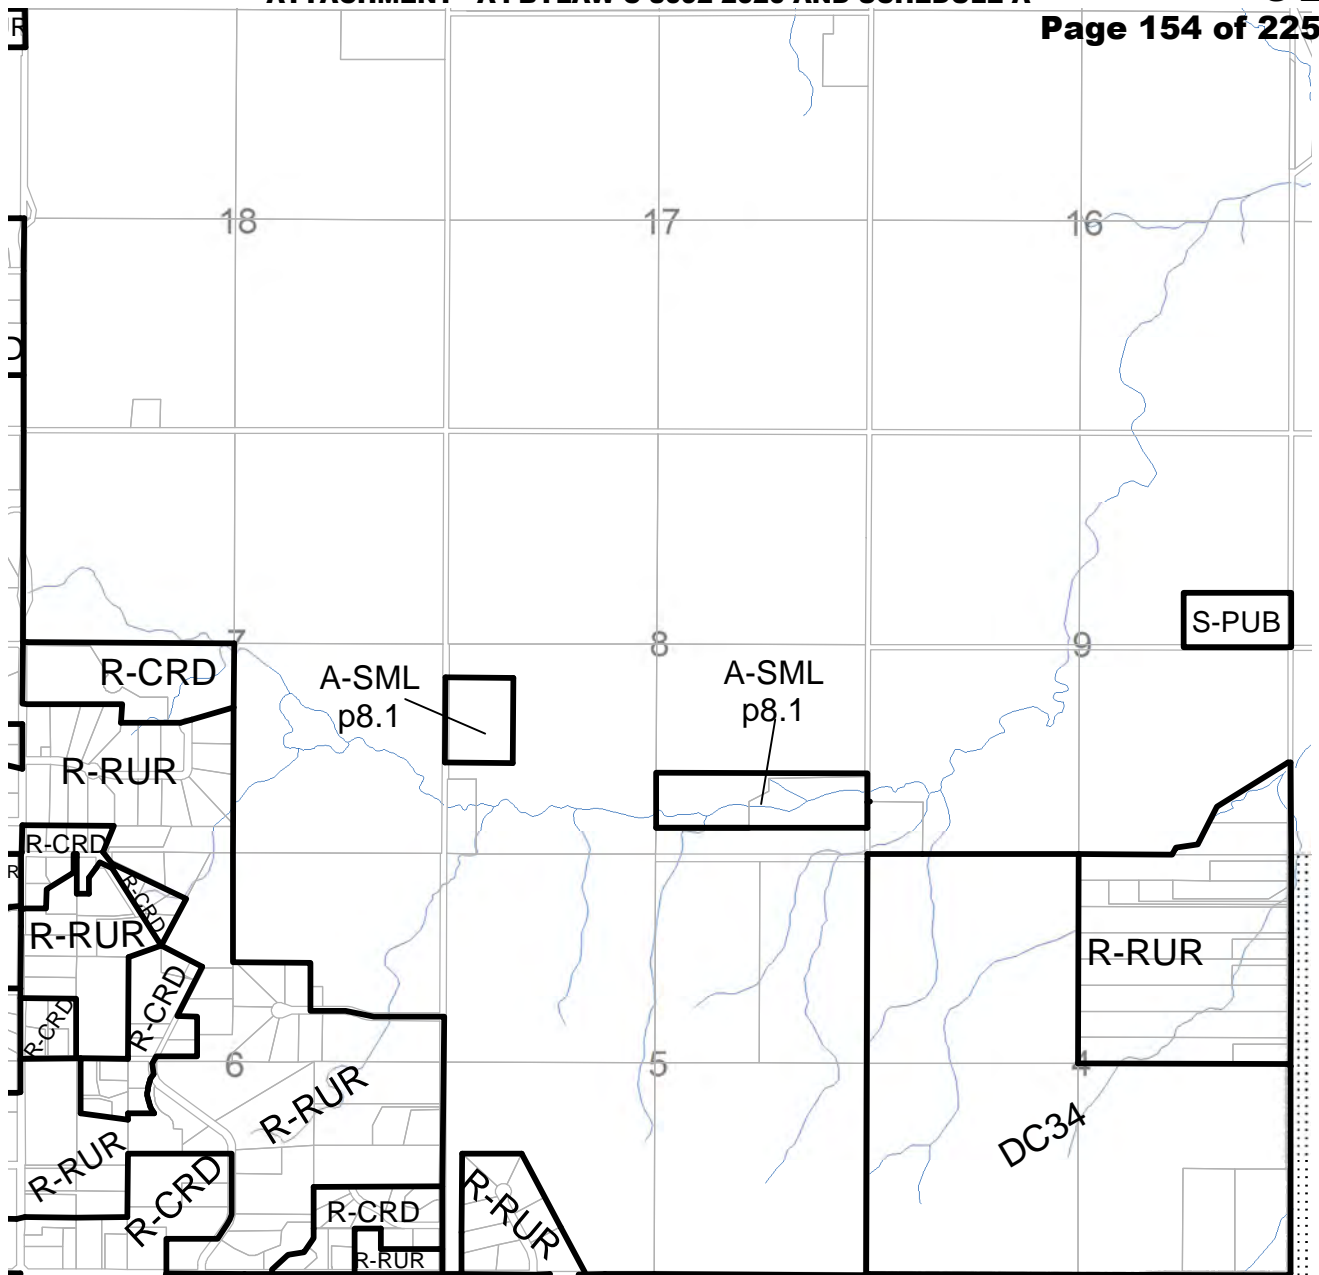 Page 154 of 225
R
18
17
16
D
7
8
9
S-PUB
R-CRD
A-SML
p8.1
A-SML
p8.1
R-RUR
R-CRD
R
R-CRD
R-RUR
R-RUR
R-CRD
R-CRD
6
5
4
R-RUR
DC34
R-RUR
R-CRD
R-RUR
R-CRD
R-RUR